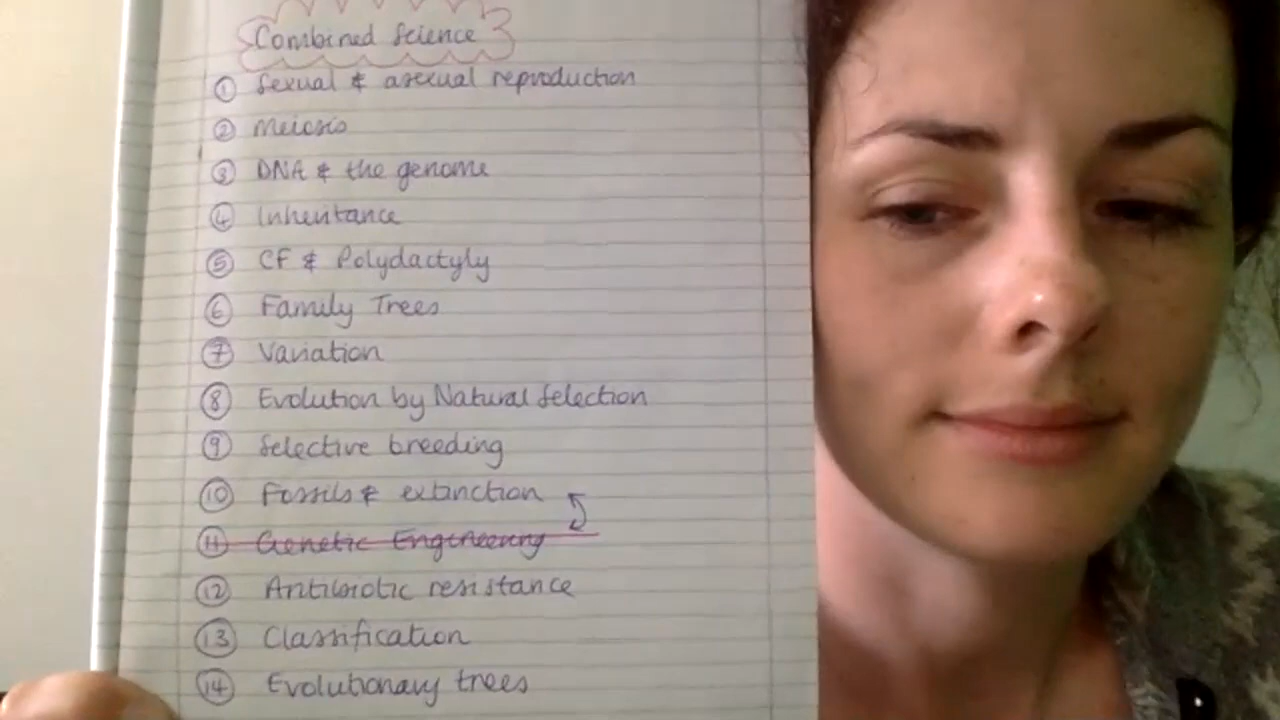 Combined Science
① Sexual & asexual reproduction
② Meiosis
③ DNA & the genome
④ Inheritance
⑤ CF & Polydactyly
⑥ Family Trees
⑦ Variation
⑧ Evolution by Natural Selection
⑨ Selective breeding
⑩ Fossils & extinction
⑪ Genetic Engineering
⑫ Antibiotic resistance
⑬ Classification
⑭ Evolutionary trees